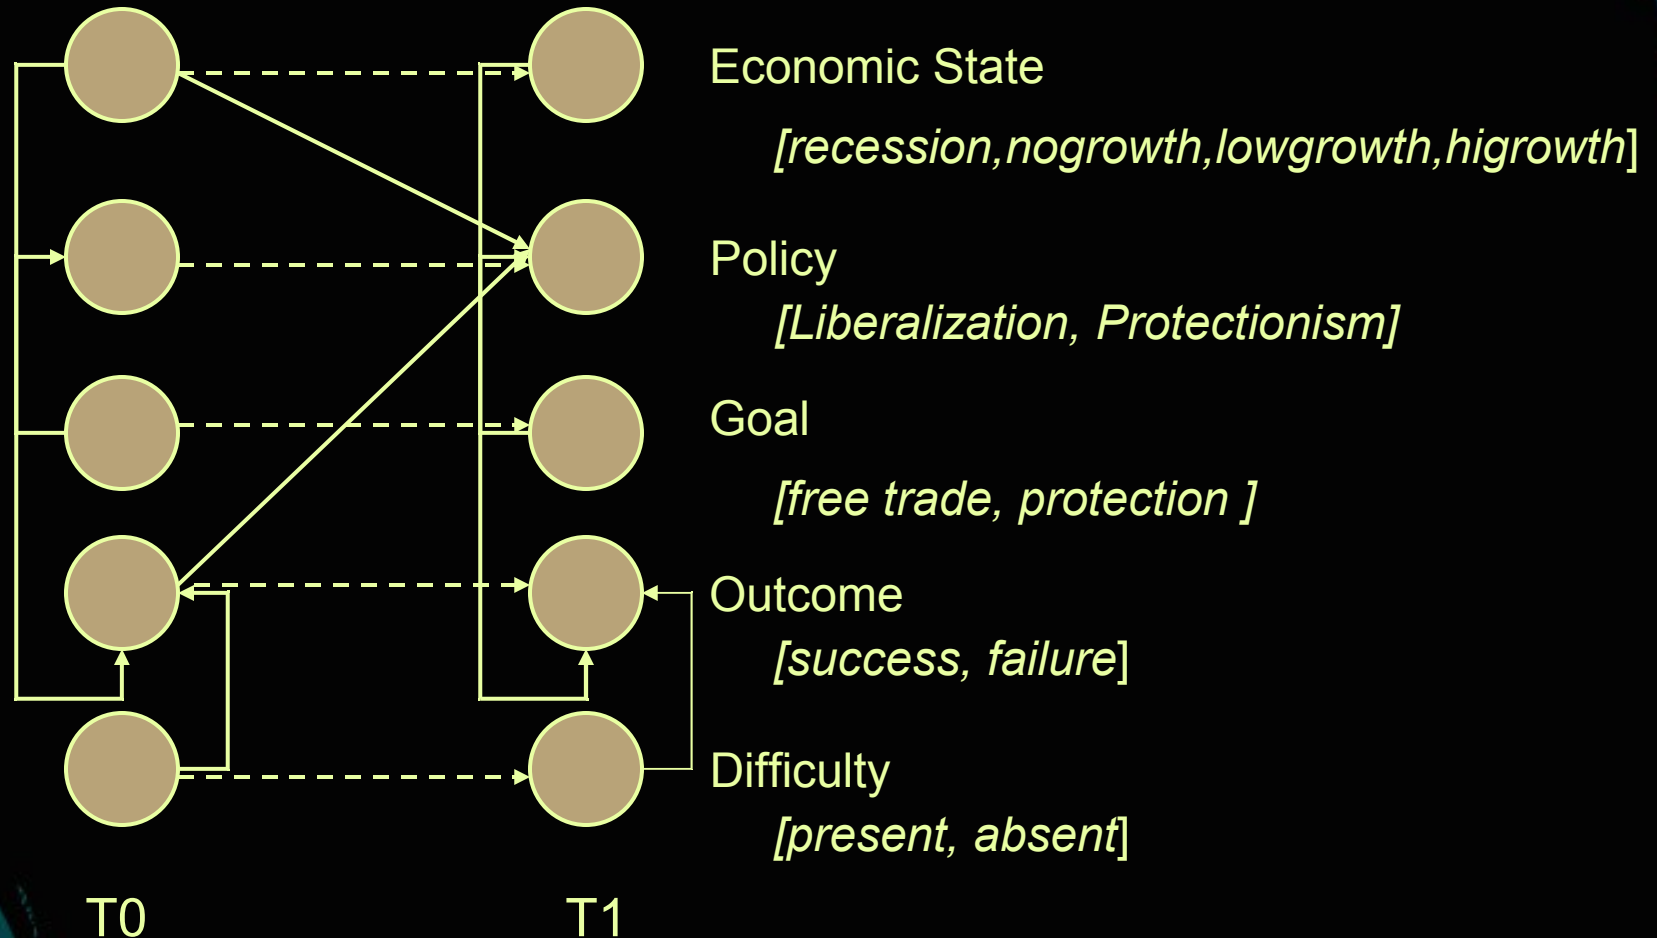 Economic State
[recession,nogrowth,lowgrowth,higrowth]
Policy
[Liberalization, Protectionism]
Goal
[free trade, protection ]
Outcome
[success, failure]
Difficulty
[present, absent]
T0 T1